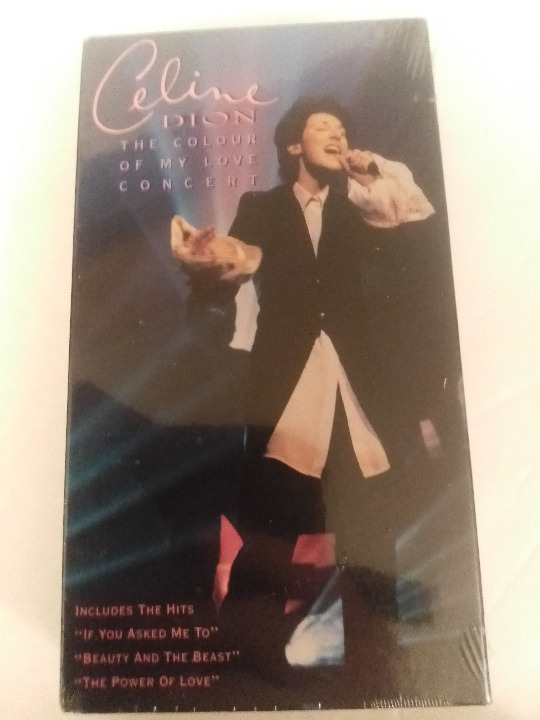 Celine
DION
THE COLOUR
OF MY LOVE
CONCERT
INCLUDES THE HITS
"IF YOU ASKED ME TO"
"BEAUTY AND THE BEAST"
"THE POWER OF LOVE"